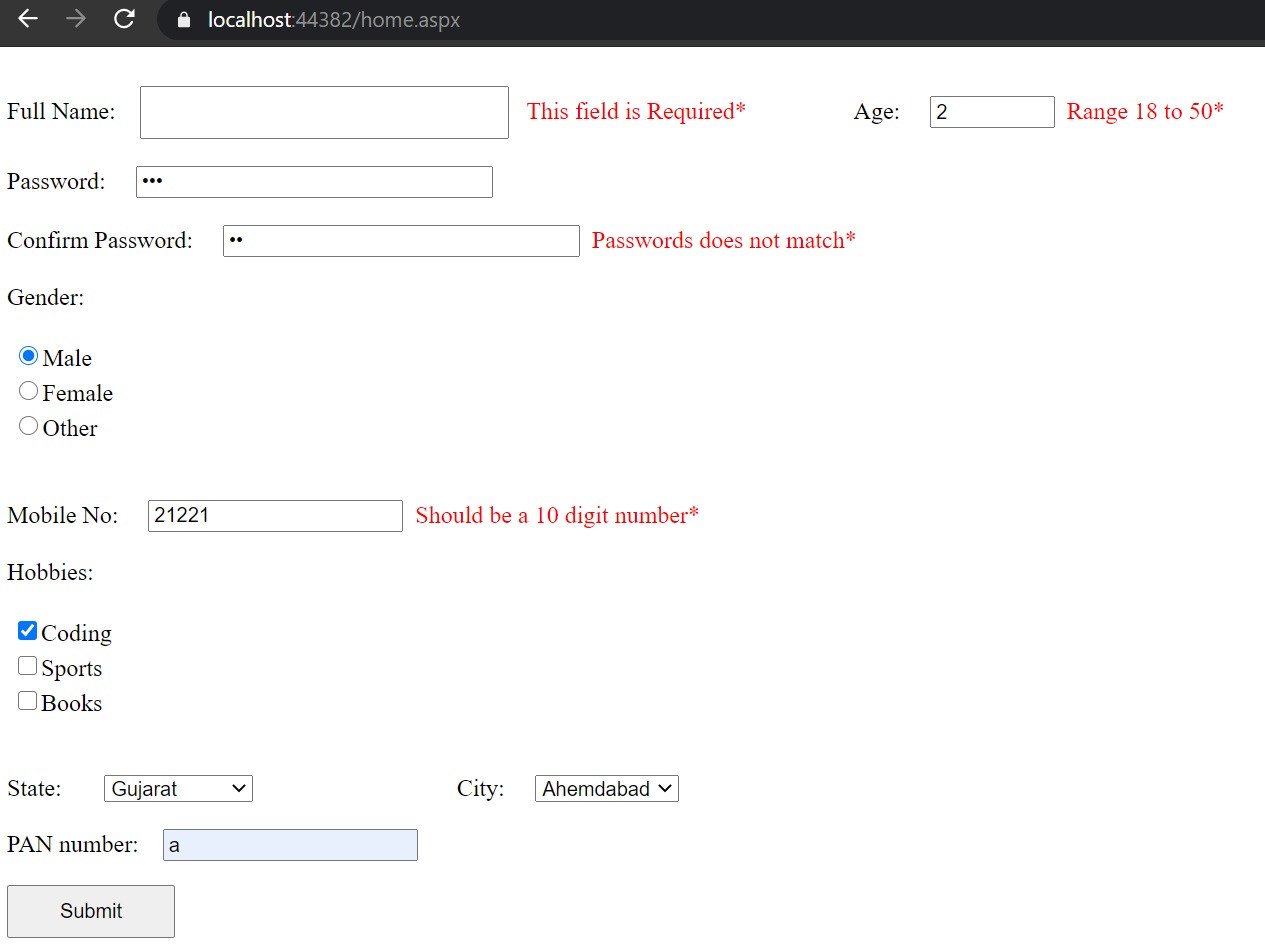 localhost:44382/home.aspx
Full Name: This field is Required* Age: 2 Range 18 to 50*
Password: •••
Confirm Password: •• Passwords does not match*
Gender:
Male
Female
Other
Mobile No: 21221 Should be a 10 digit number*
Hobbies:
Coding
Sports
Books
State: Gujarat City: Ahemdabad
PAN number: a
Submit